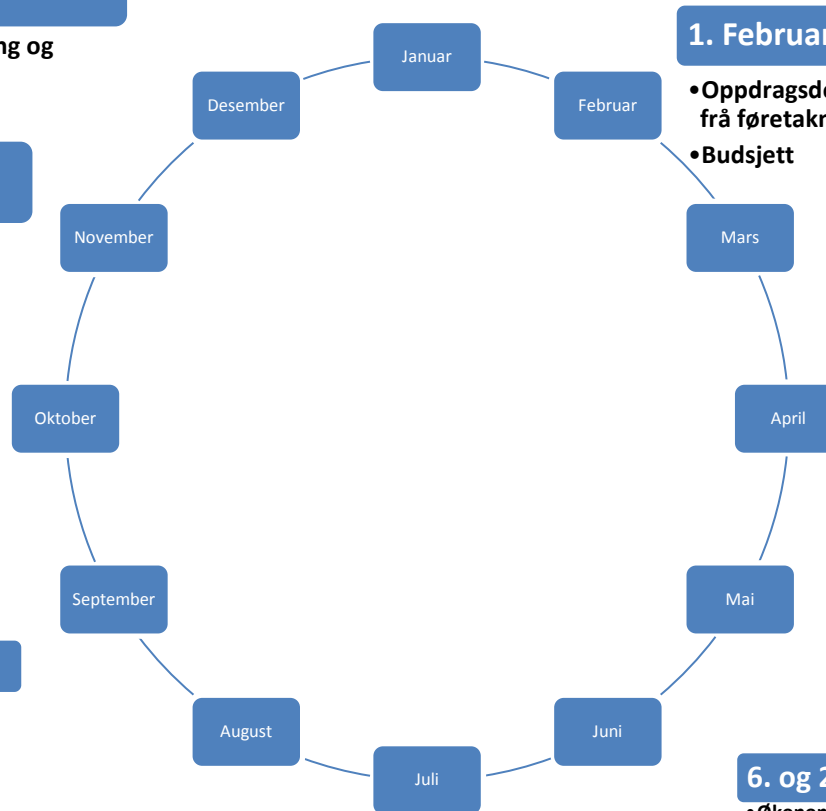 ng og
Januar
1. Februar
•Oppdragsd
frå føretak
•Budsjett
Desember
Februar
November
Mars
Oktober
April
September
Mai
August
Juni
Juli
6. og 2